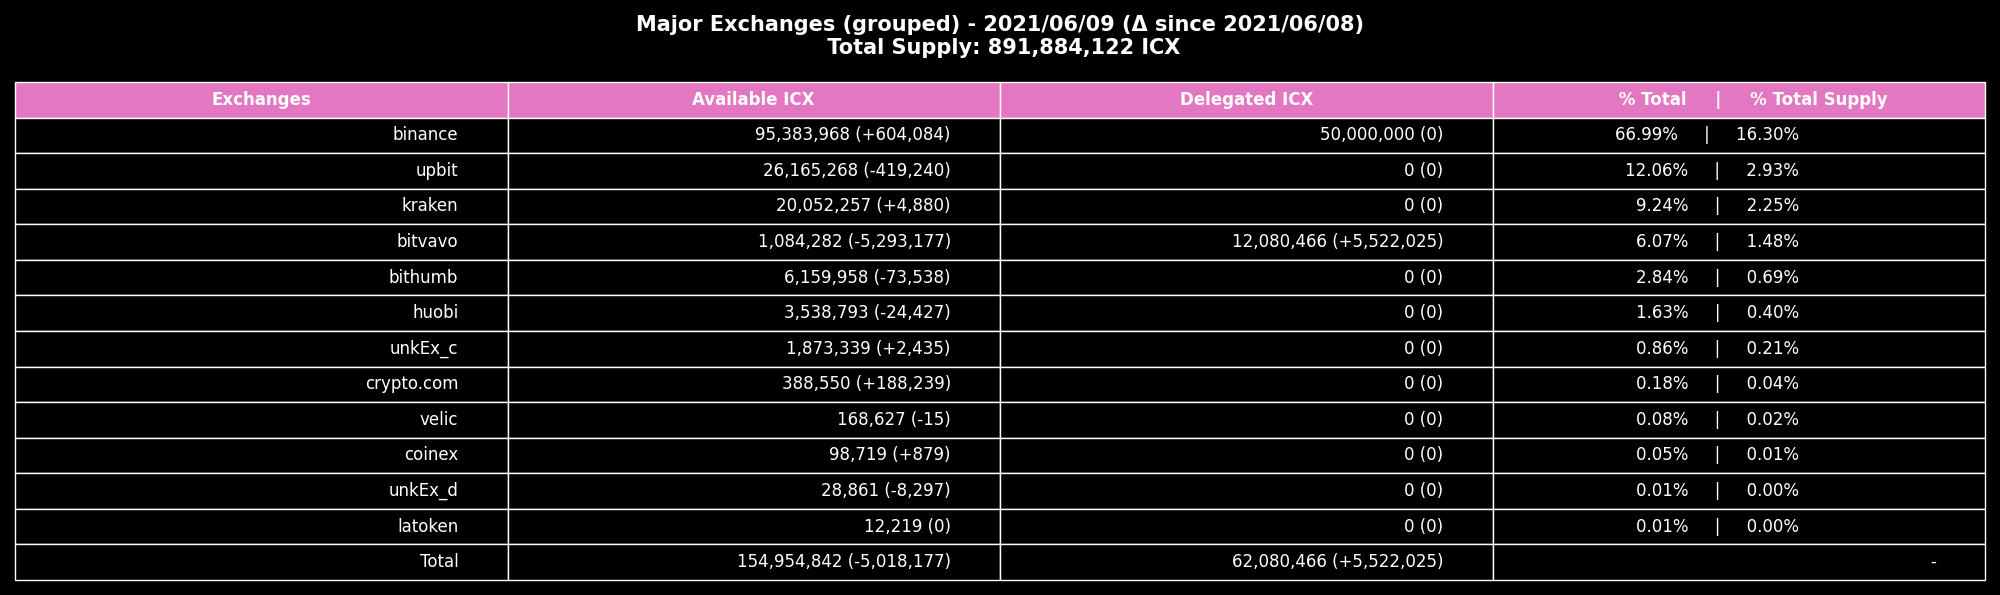 Major Exchanges (grouped) - 2021/06/09 (Δ since 2021/06/08)
Total Supply: 891,884,122 ICX
Exchanges Available ICX Delegated ICX % Total | % Total Supply
binance 95,383,968 (+604,084) 50,000,000 (0) 66.99% | 16.30%
upbit 26,165,268 (-419,240) 0 (0) 12.06% | 2.93%
kraken 20,052,257 (+4,880) 0 (0) 9.24% | 2.25%
bitvavo 1,084,282 (-5,293,177) 12,080,466 (+5,522,025) 6.07% | 1.48%
bithumb 6,159,958 (-73,538) 0 (0) 2.84% | 0.69%
huobi 3,538,793 (-24,427) 0 (0) 1.63% | 0.40%
unkEx_c 1,873,339 (+2,435) 0 (0) 0.86% | 0.21%
crypto.com 388,550 (+188,239) 0 (0) 0.18% | 0.04%
velic 168,627 (-15) 0 (0) 0.08% | 0.02%
coinex 98,719 (+879) 0 (0) 0.05% | 0.01%
unkEx_d 28,861 (-8,297) 0 (0) 0.01% | 0.00%
latoken 12,219 (0) 0 (0) 0.01% | 0.00%
Total 154,954,842 (-5,018,177) 62,080,466 (+5,522,025) -